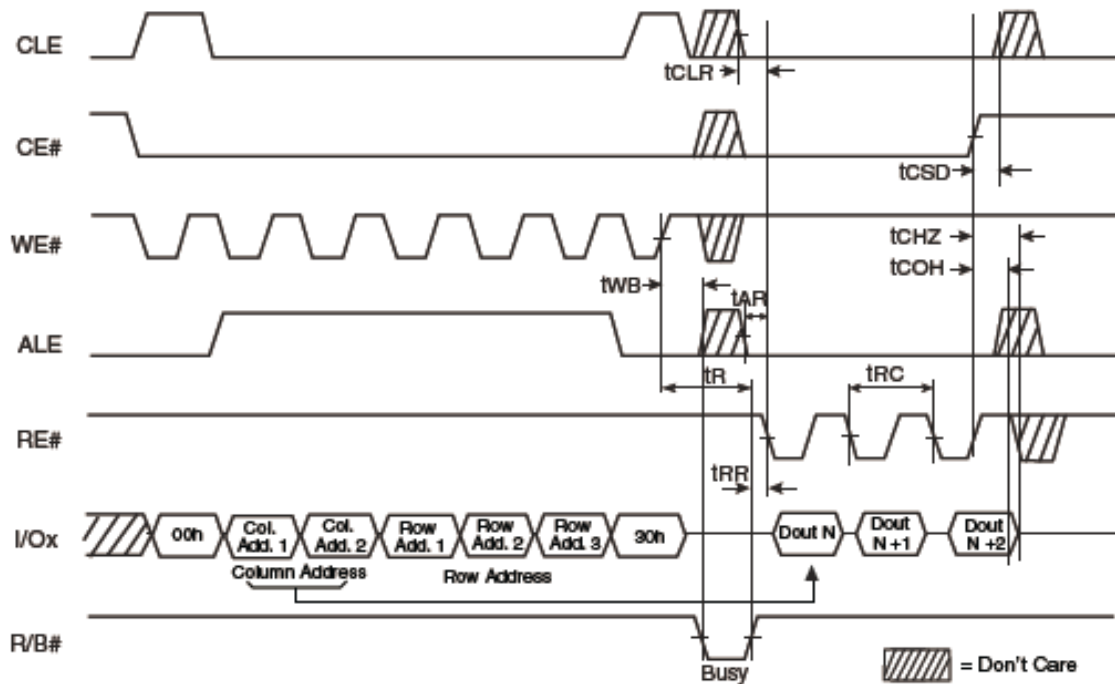 CLE
tCLR
CE#
tCSD
WE#
tCHZ
tCOH
tWB
tAR
ALE
tR
tRC
RE#
tRR
I/Ox
00h
Col.
Add. 1
Col.
Add. 2
Row
Add. 1
Row
Add. 2
Row
Add. 3
30h
Dout N
Dout
N +1
Dout
N +2
Column Address
Row Address
R/B#
Busy
= Don't Care